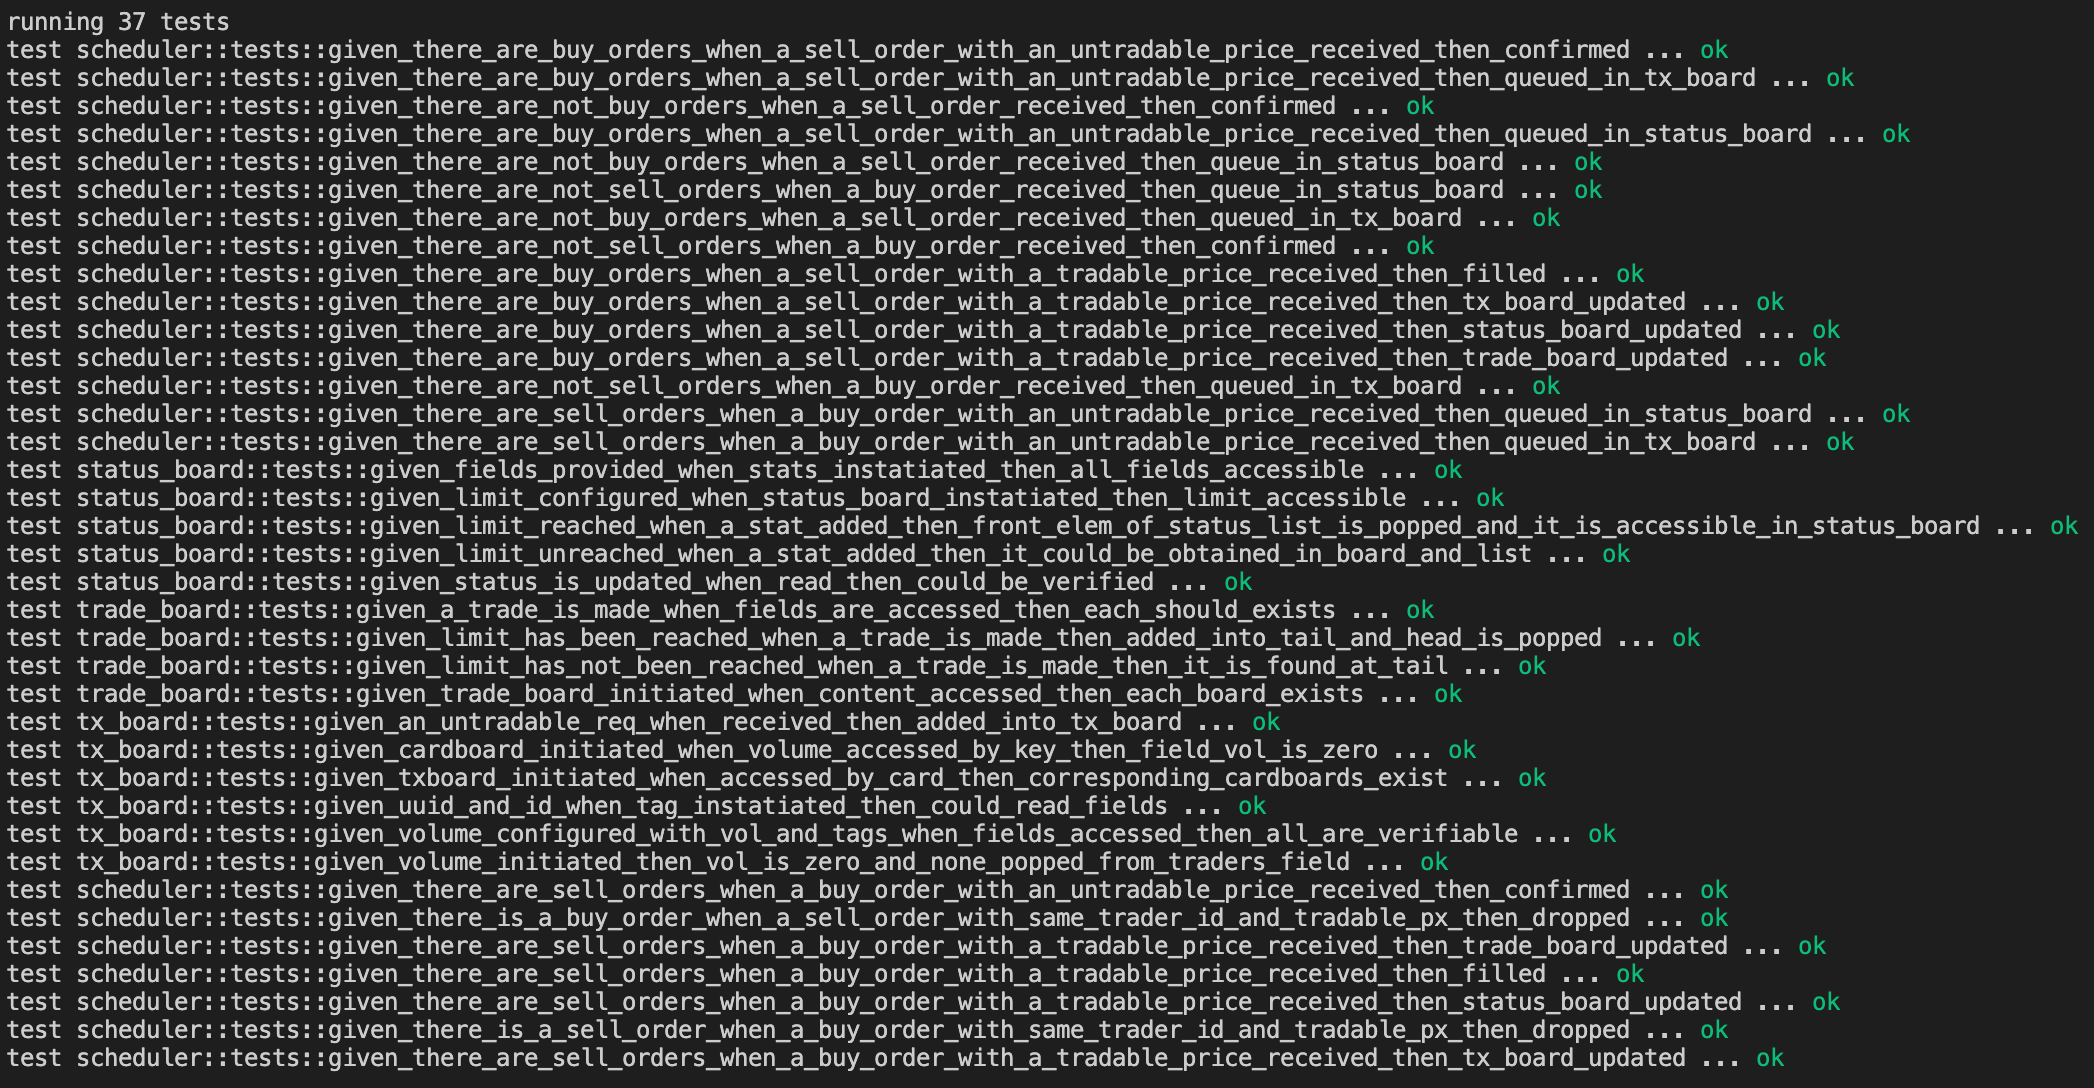 running 37 tests
test scheduler::tests::given_there_are_buy_orders_when_a_sell_order_with_an_untradable_price_received_then_confirmed ... ok
test scheduler::tests::given_there_are_buy_orders_when_a_sell_order_with_an_untradable_price_received_then_queued_in_tx_board ... ok
test scheduler::tests::given_there_are_not_buy_orders_when_a_sell_order_received_then_confirmed ... ok
test scheduler::tests::given_there_are_buy_orders_when_a_sell_order_with_an_untradable_price_received_then_queued_in_status_board ... ok
test scheduler::tests::given_there_are_not_buy_orders_when_a_sell_order_received_then_queue_in_status_board ... ok
test scheduler::tests::given_there_are_not_sell_orders_when_a_buy_order_received_then_queue_in_status_board ... ok
test scheduler::tests::given_there_are_not_buy_orders_when_a_sell_order_received_then_queued_in_tx_board ... ok
test scheduler::tests::given_there_are_not_sell_orders_when_a_buy_order_received_then_confirmed ... ok
test scheduler::tests::given_there_are_buy_orders_when_a_sell_order_with_a_tradable_price_received_then_filled ... ok
test scheduler::tests::given_there_are_buy_orders_when_a_sell_order_with_a_tradable_price_received_then_tx_board_updated ... ok
test scheduler::tests::given_there_are_buy_orders_when_a_sell_order_with_a_tradable_price_received_then_status_board_updated ... ok
test scheduler::tests::given_there_are_buy_orders_when_a_sell_order_with_a_tradable_price_received_then_trade_board_updated ... ok
test scheduler::tests::given_there_are_not_sell_orders_when_a_buy_order_received_then_queued_in_tx_board ... ok
test scheduler::tests::given_there_are_sell_orders_when_a_buy_order_with_an_untradable_price_received_then_queued_in_status_board ... ok
test scheduler::tests::given_there_are_sell_orders_when_a_buy_order_with_an_untradable_price_received_then_queued_in_tx_board ... ok
test status_board::tests::given_fields_provided_when_stats_instatiated_then_all_fields_accessible ... ok
test status_board::tests::given_limit_configured_when_status_board_instatiated_then_limit_accessible ... ok
test status_board::tests::given_limit_reached_when_a_stat_added_then_front_elem_of_status_list_is_popped_and_it_is_accessible_in_status_board ... ok
test status_board::tests::given_limit_unreached_when_a_stat_added_then_it_could_be_obtained_in_board_and_list ... ok
test status_board::tests::given_status_is_updated_when_read_then_could_be_verified ... ok
test trade_board::tests::given_a_trade_is_made_when_fields_are_accessed_then_each_should_exists ... ok
test trade_board::tests::given_limit_has_been_reached_when_a_trade_is_made_then_added_into_tail_and_head_is_popped ... ok
test trade_board::tests::given_limit_has_not_been_reached_when_a_trade_is_made_then_it_is_found_at_tail ... ok
test trade_board::tests::given_trade_board_initiated_when_content_accessed_then_each_board_exists ... ok
test tx_board::tests::given_an_untradable_req_when_received_then_added_into_tx_board ... ok
test tx_board::tests::given_cardboard_initiated_when_volume_accessed_by_key_then_field_vol_is_zero ... ok
test tx_board::tests::given_txboard_initiated_when_accessed_by_card_then_corresponding_cardboards_exist ... ok
test tx_board::tests::given_uuid_and_id_when_tag_instatiated_then_could_read_fields ... ok
test tx_board::tests::given_volume_configured_with_vol_and_tags_when_fields_accessed_then_all_are_verifiable ... ok
test tx_board::tests::given_volume_initiated_then_vol_is_zero_and_none_popped_from_traders_field ... ok
test scheduler::tests::given_there_are_sell_orders_when_a_buy_order_with_an_untradable_price_received_then_confirmed ... ok
test scheduler::tests::given_there_is_a_buy_order_when_a_sell_order_with_same_trader_id_and_tradable_px_then_dropped ... ok
test scheduler::tests::given_there_are_sell_orders_when_a_buy_order_with_a_tradable_price_received_then_trade_board_updated ... ok
test scheduler::tests::given_there_are_sell_orders_when_a_buy_order_with_a_tradable_price_received_then_filled ... ok
test scheduler::tests::given_there_are_sell_orders_when_a_buy_order_with_a_tradable_price_received_then_status_board_updated ... ok
test scheduler::tests::given_there_is_a_sell_order_when_a_buy_order_with_same_trader_id_and_tradable_px_then_dropped ... ok
test scheduler::tests::given_there_are_sell_orders_when_a_buy_order_with_a_tradable_price_received_then_tx_board_updated ... ok